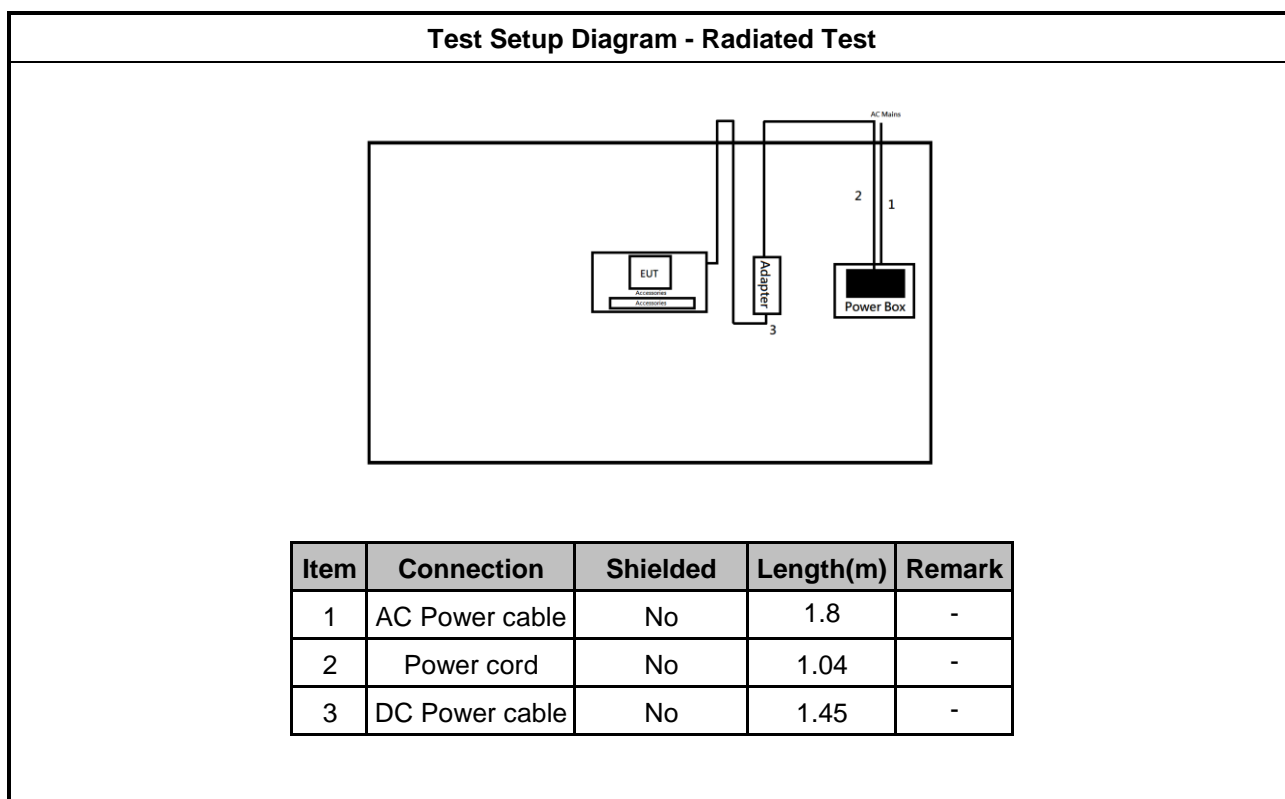 Test Setup Diagram - Radiated Test
AC Mains
2
1
EUT
Accessories
Accessories
Adapter
Power Box
3
Item Connection Shielded Length(m) Remark
1 AC Power cable No 1.8 -
2 Power cord No 1.04 -
3 DC Power cable No 1.45 -